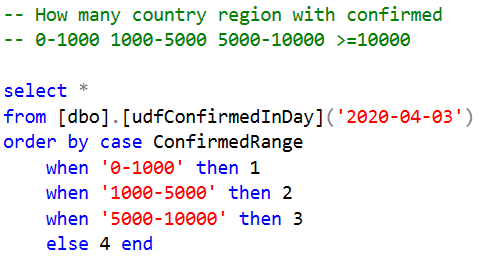 -- How many country region with confirmed
-- 0-1000 1000-5000 5000-10000 >=10000
select *
from [dbo].[udfConfirmedInDay]('2020-04-03')
order by case ConfirmedRange
when '0-1000' then 1
when '1000-5000' then 2
when '5000-10000' then 3
else 4 end